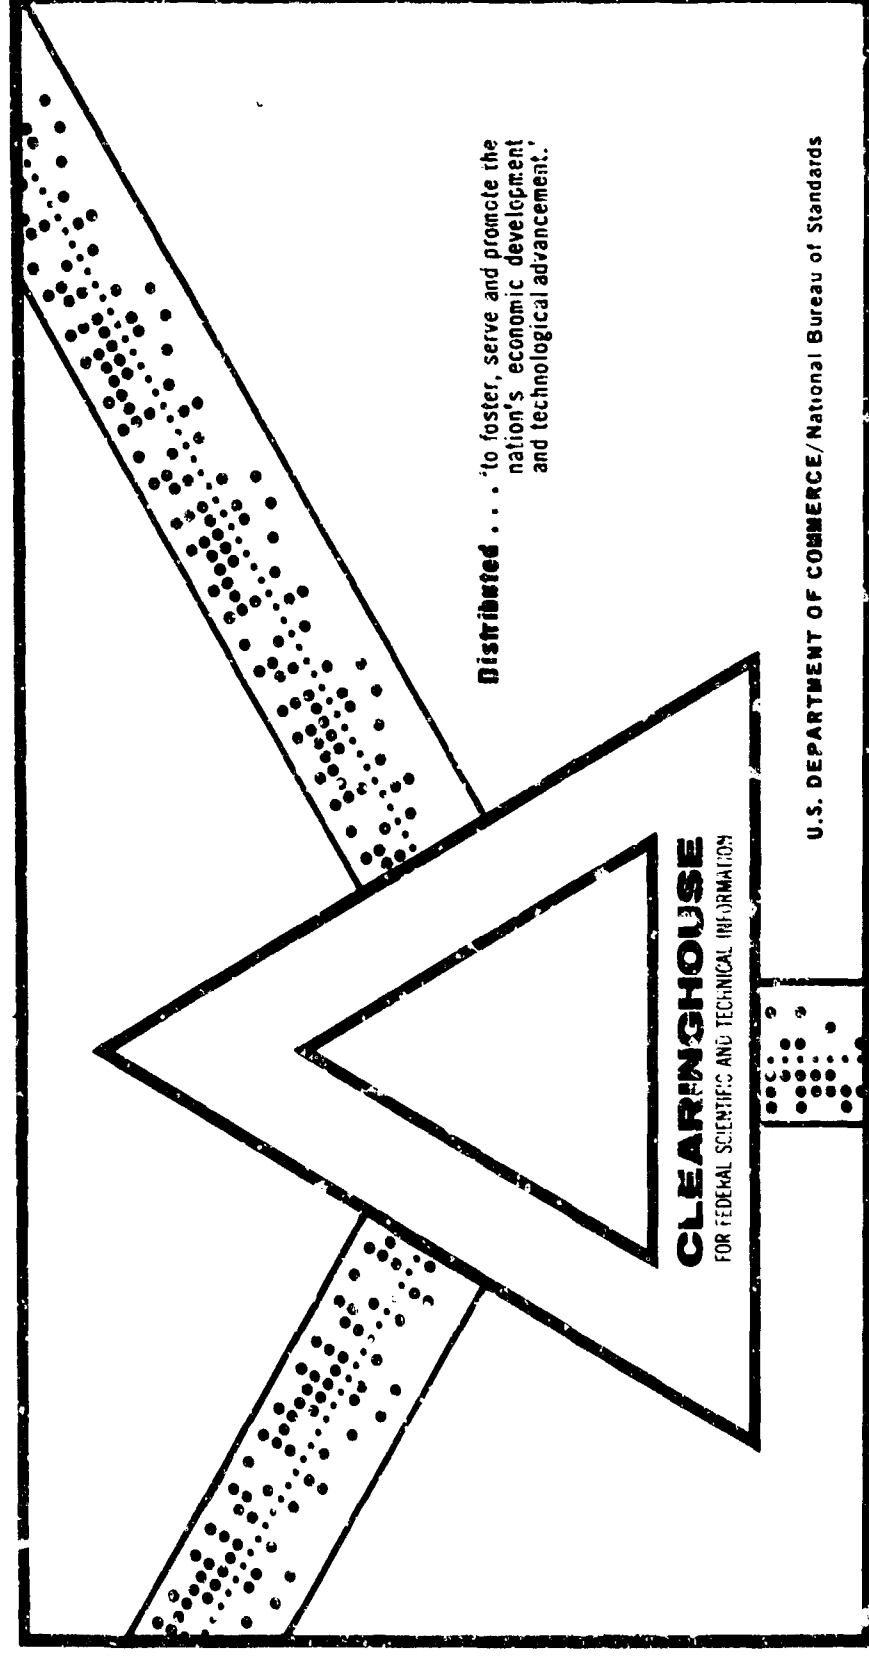 Distributed . . . . 'to foster, serve and promote the
nation's economic development
and technological advancement.'
CLEARINGHOUSE
FOR FEDERAL SCIENTIFIC AND TECHNICAL INFORMATION
U.S. DEPARTMENT OF COMMERCE/National Bureau of Standards